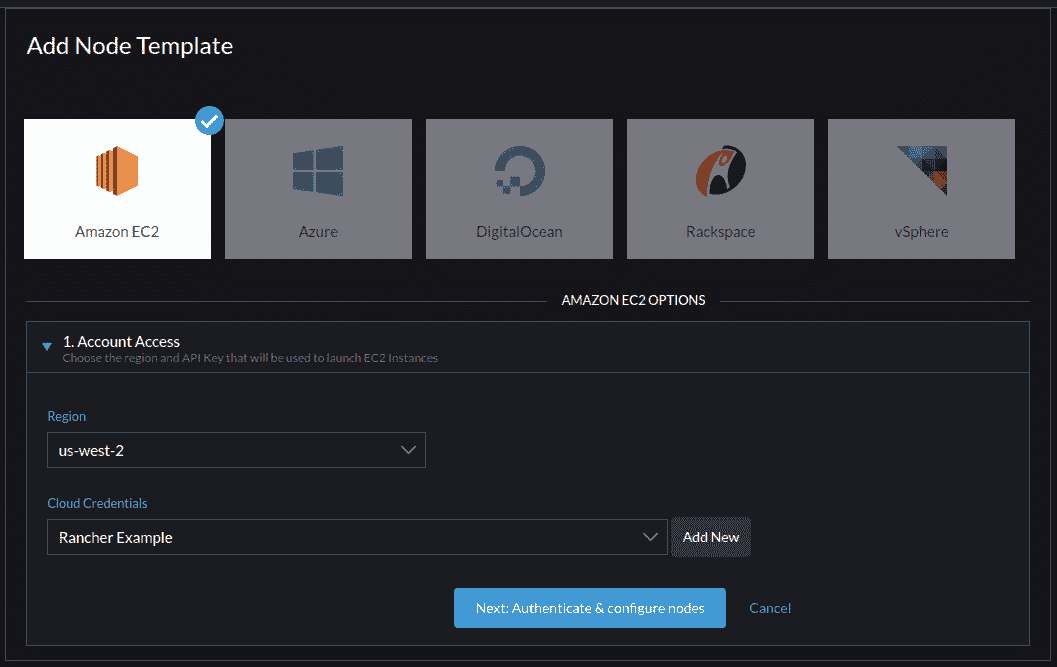 Add Node Template
Amazon EC2
Azure
DigitalOcean
Rackspace
vSphere
AMAZON EC2 OPTIONS
1. Account Access
Choose the region and API Key that will be used to launch EC2 Instances
Region
us-west-2
Cloud Credentials
Rancher Example
Add New
Next: Authenticate & configure nodes
Cancel